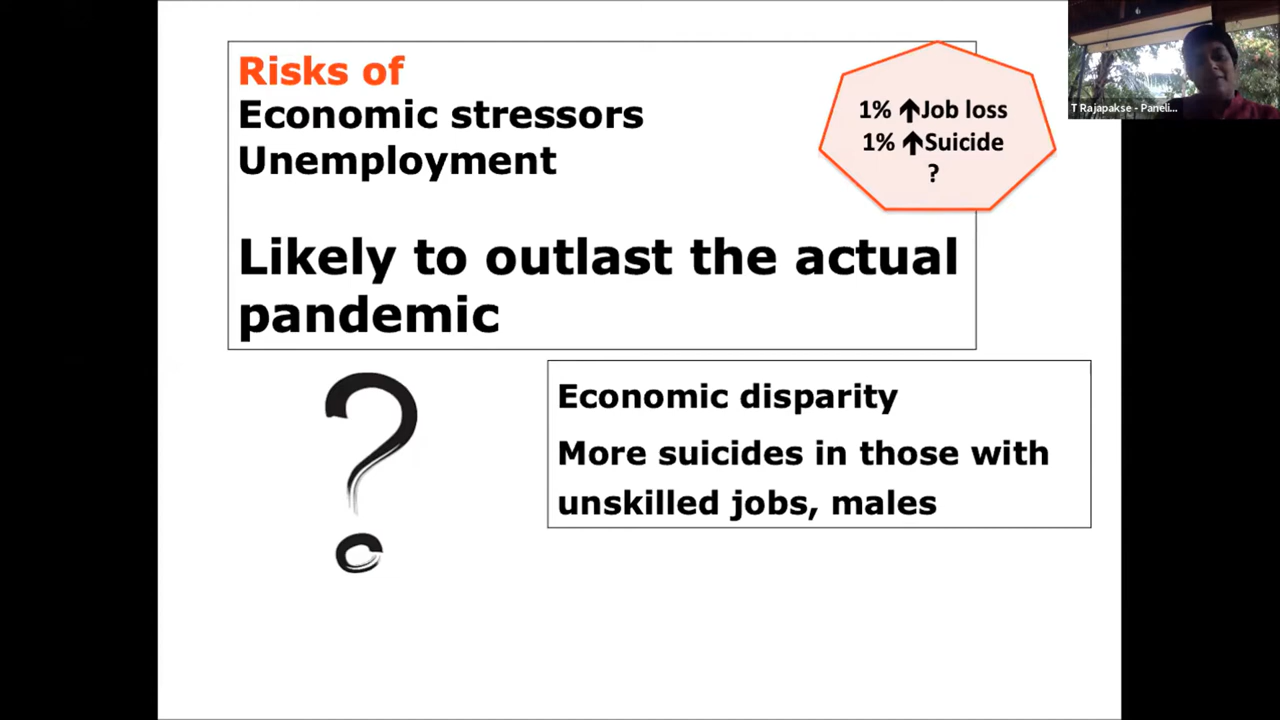 Risks of
Economic stressors
Unemployment
Likely to outlast the actual
pandemic
1% ↑Job loss
1% ↑Suicide
?
T Rajapakse - Paneli...
?
Economic disparity
More suicides in those with
unskilled jobs, males